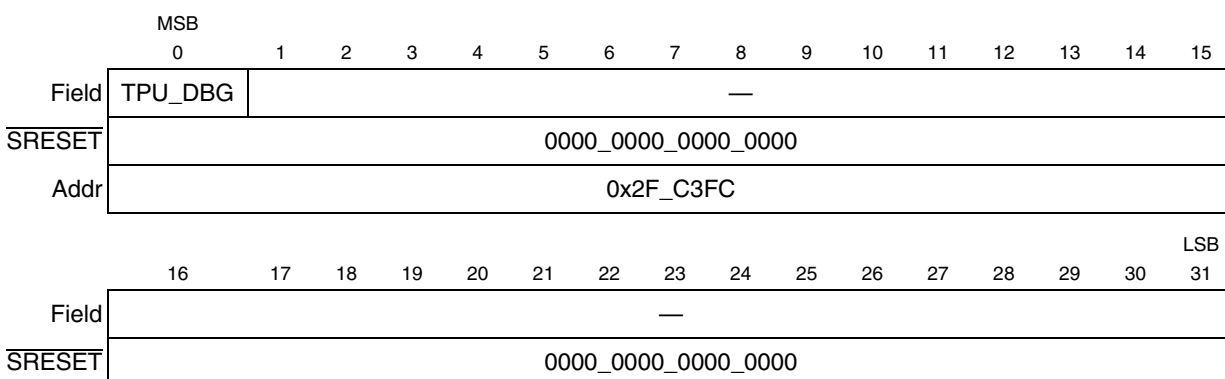 MSB
0 1 2 3 4 5 6 7 8 9 10 11 12 13 14 15
Field TPU_DBG —
SRESET 0000_0000_0000_0000
Addr 0x2F_C3FC
LSB
16 17 18 19 20 21 22 23 24 25 26 27 28 29 30 31
Field —
SRESET 0000_0000_0000_0000